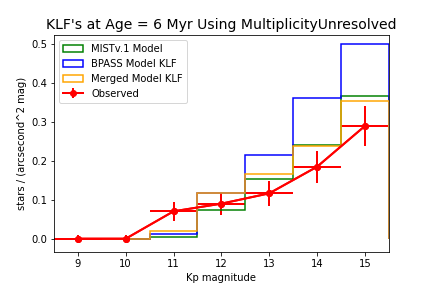 KLF's at Age = 6 Myr Using MultiplicityUnresolved
MISTv.1 Model
BPASS Model KLF
Merged Model KLF
Observed
stars / (arcsecond^2 mag)
0.5
0.4
0.3
0.2
0.1
0.0
9 10 11 12 13 14 15
Kp magnitude